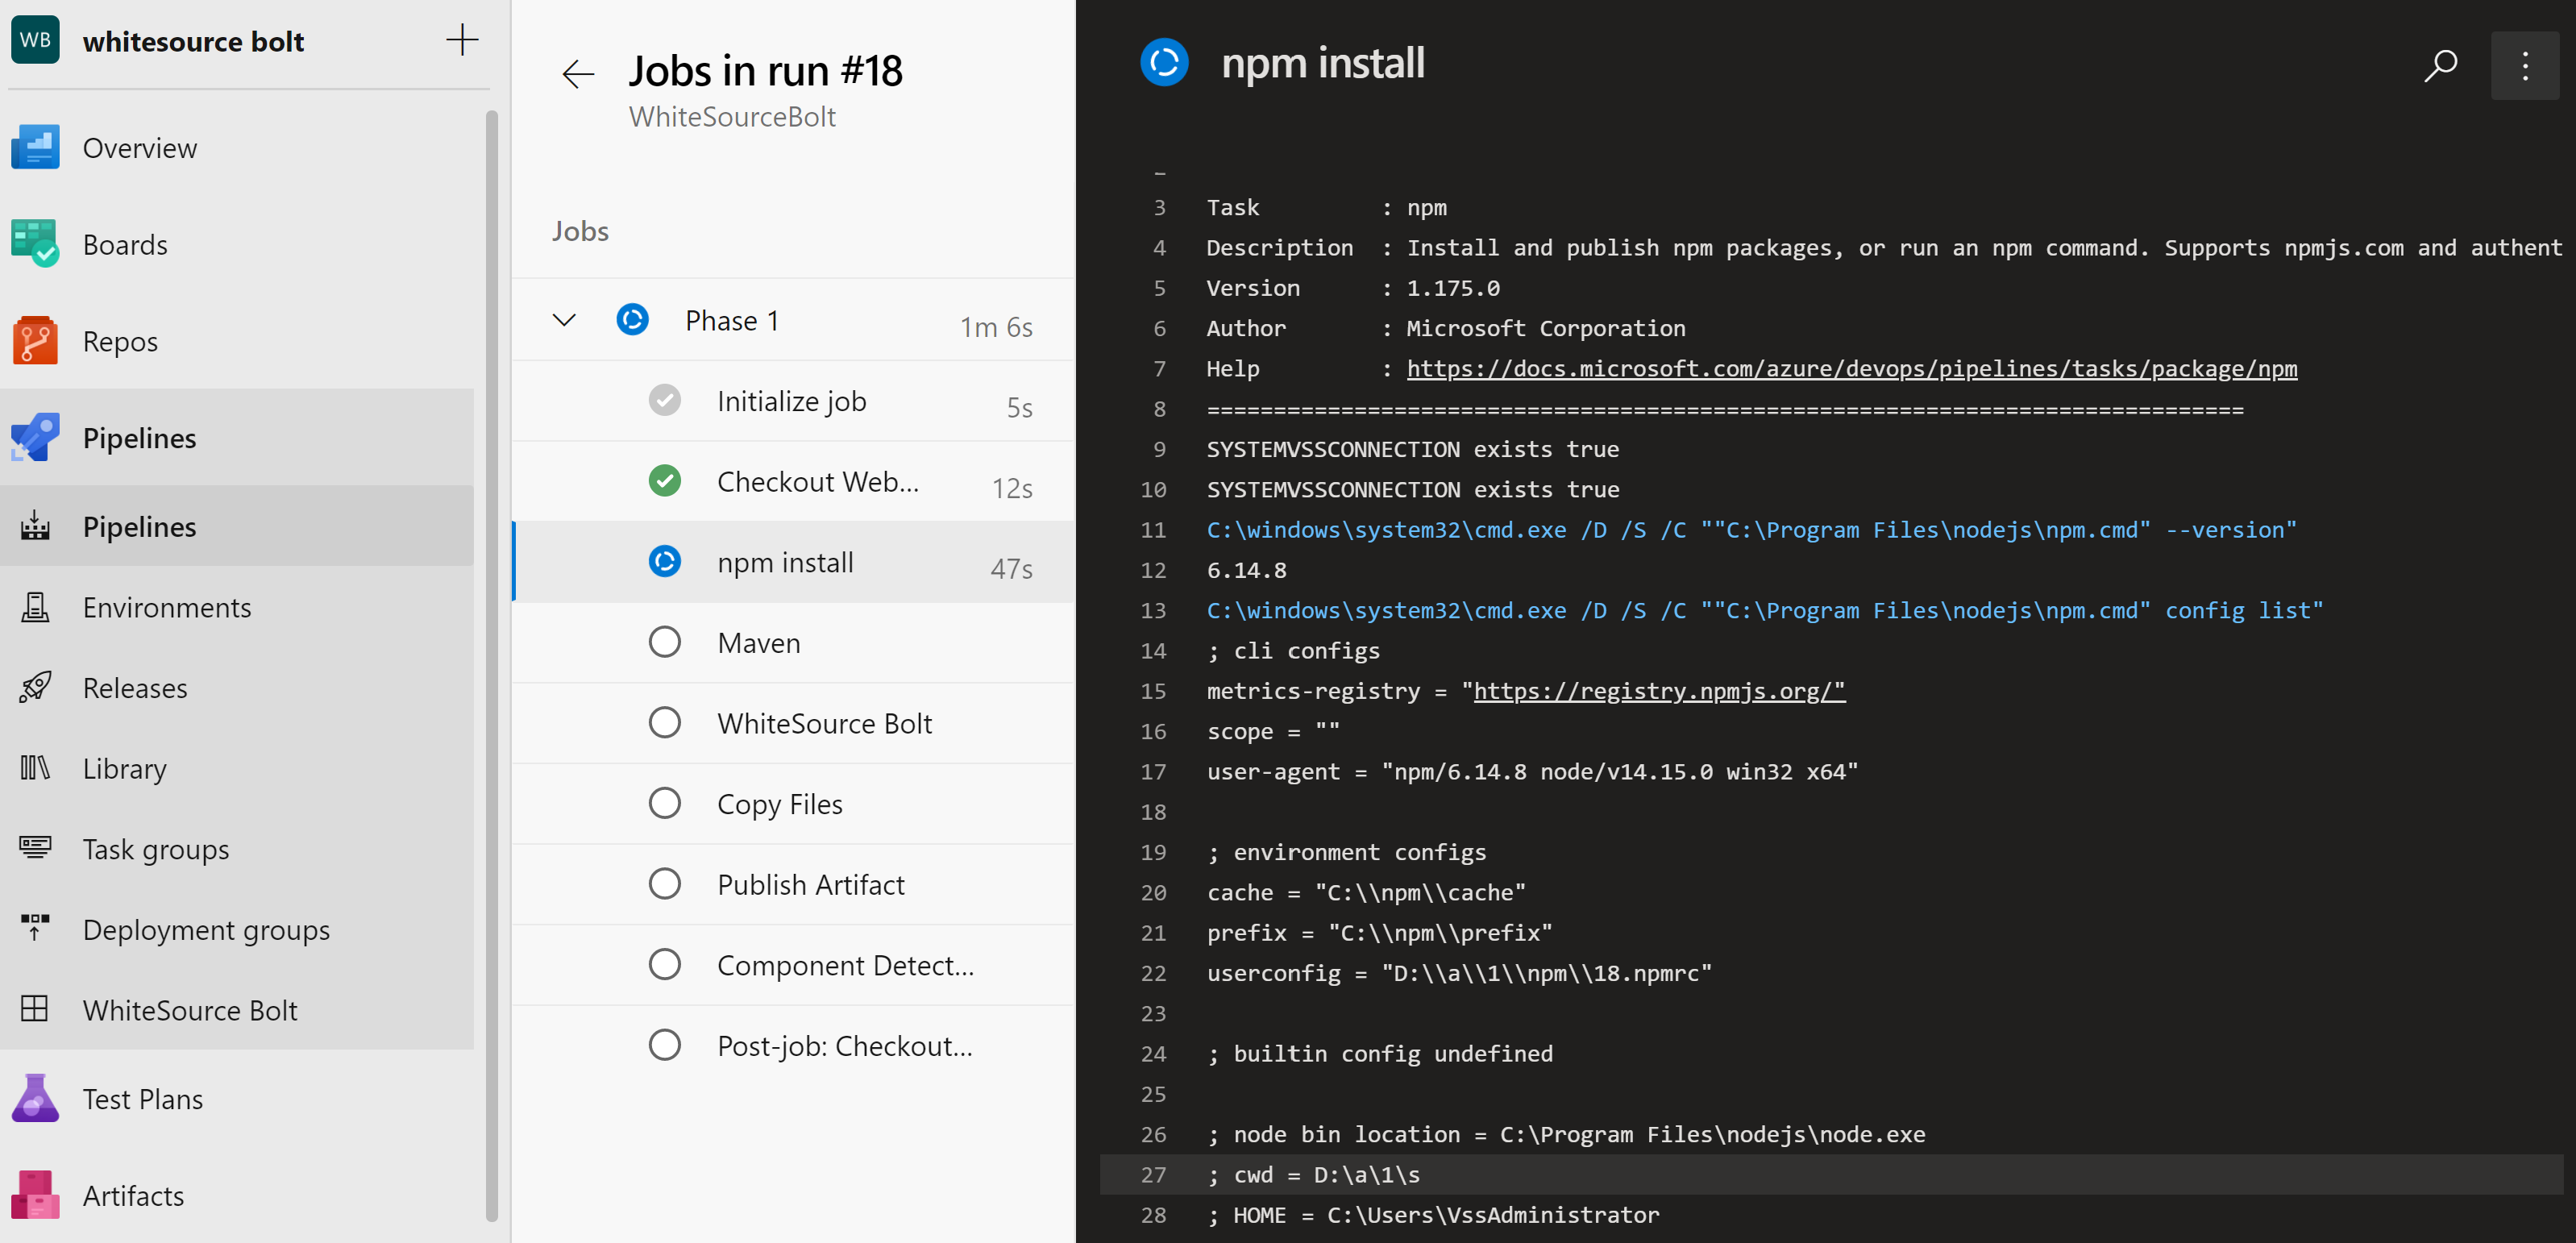 WB
whitesource bolt
Overview
Boards
Repos
Pipelines
Pipelines
Environments
Releases
Library
Task groups
Deployment groups
WhiteSource Bolt
Test Plans
Artifacts
Jobs in run #18
WhiteSourceBolt
Jobs
Phase 1 1m 6s
Initialize job 5s
Checkout Web... 12s
npm install 47s
Maven
WhiteSource Bolt
Copy Files
Publish Artifact
Component Detect...
Post-job: Checkout...
npm install
3 Task : npm
4 Description : Install and publish npm packages, or run an npm command. Supports npmjs.com and authent
5 Version : 1.175.0
6 Author : Microsoft Corporation
7 Help : https://docs.microsoft.com/azure/devops/pipelines/tasks/package/npm
8 ==============================================================================
9 SYSTEMVSSCONNECTION exists true
10 SYSTEMVSSCONNECTION exists true
11 C:\windows\system32\cmd.exe /D /S /C ""C:\Program Files\nodejs\npm.cmd" --version"
12 6.14.8
13 C:\windows\system32\cmd.exe /D /S /C ""C:\Program Files\nodejs\npm.cmd" config list"
14 ; cli configs
15 metrics-registry = "https://registry.npmjs.org/"
16 scope = ""
17 user-agent = "npm/6.14.8 node/v14.15.0 win32 x64"
18
19 ; environment configs
20 cache = "C:\\npm\\cache"
21 prefix = "C:\\npm\\prefix"
22 userconfig = "D:\\a\\1\\npm\\18.npmrc"
23
24 ; builtin config undefined
25
26 ; node bin location = C:\Program Files\nodejs\node.exe
27 ; cwd = D:\a\1\s
28 ; HOME = C:\Users\VssAdministrator